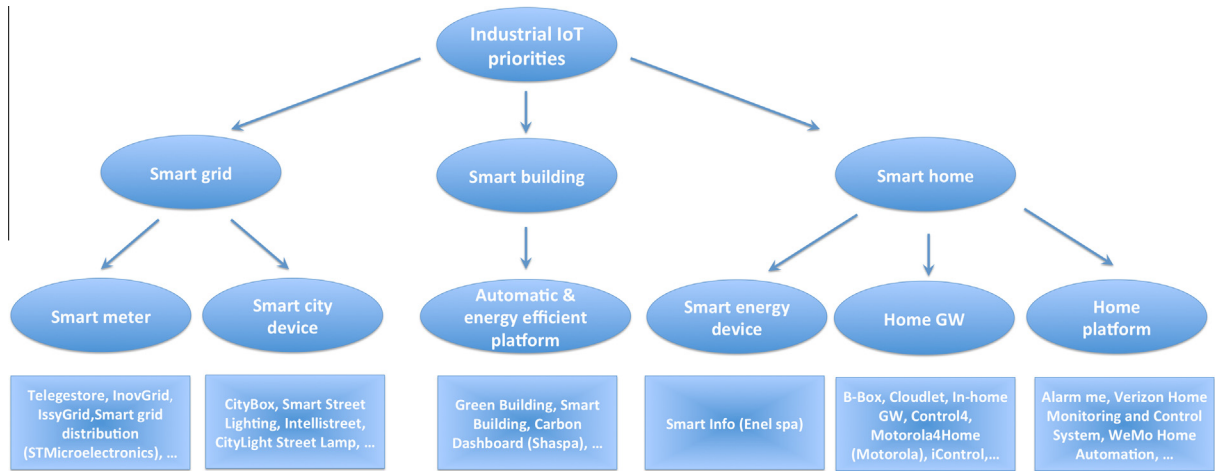 Industrial IoT
priorities
Smart grid
Smart building
Smart home
Smart meter
Smart city
device
Automatic &
energy efficient
platform
Smart energy
device
Home GW
Home
platform
Telegestore, InovGrid,
IssyGrid,Smart grid
distribution
(STMicroelectronics), ...
CityBox, Smart Street
Lighting, Intellistreet,
CityLight Street Lamp, ...
Green Building, Smart
Building, Carbon
Dashboard (Shaspa), ...
Smart Info (Enel spa)
B-Box, Cloudlet, In-home
GW, Control4,
Motorola4Home
(Motorola), iControl,...
Alarm me, Verizon Home
Monitoring and Control
System, WeMo Home
Automation, ...